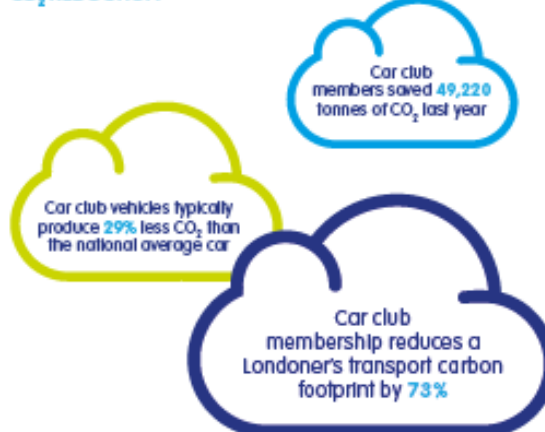 Car club
members saved 49,220
tonnes of CO₂ last year
Car club vehicles typically
produce 29% less CO₂ than
the national average car
Car club
membership reduces a
Londoner's transport carbon
footprint by 73%